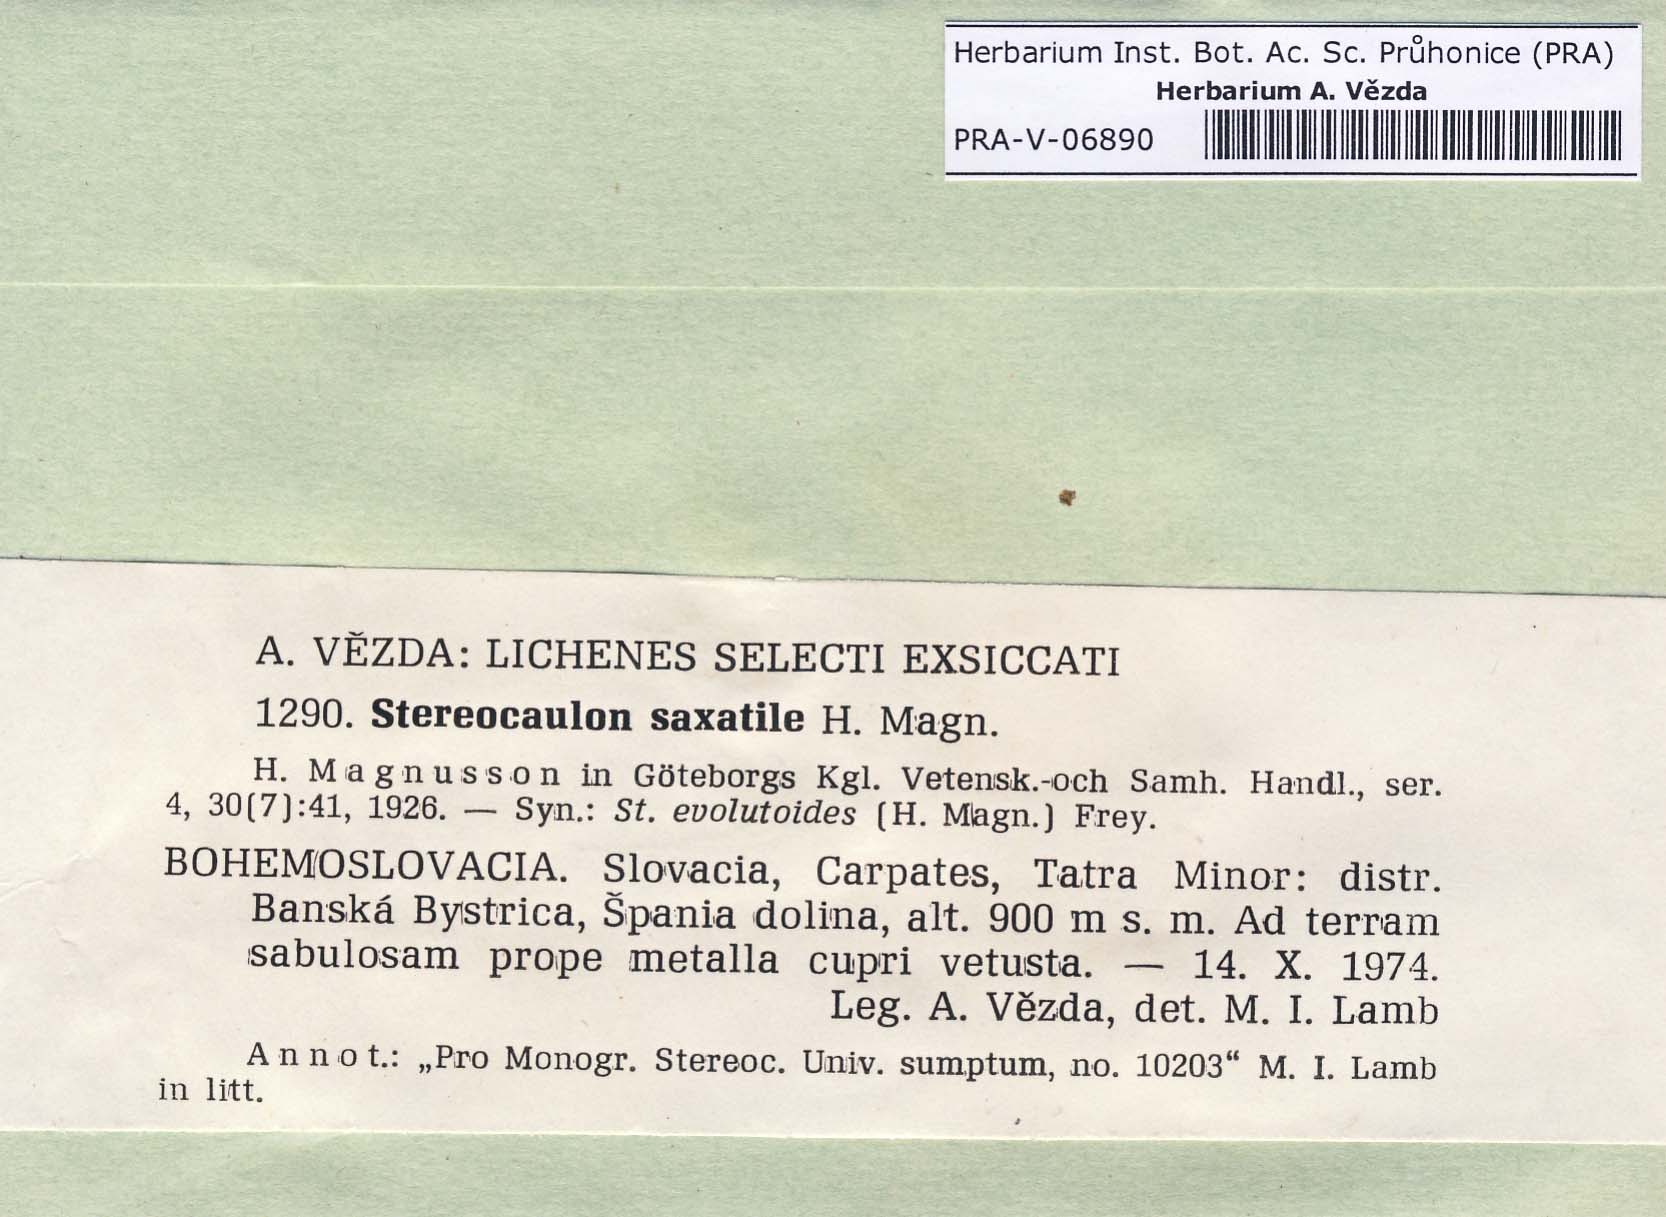 Herbarium Inst. Bot. Ac. Sc. Průhonice (PRA)
Herbarium A. Vězda
PRA-V-06890
A. VĚZDA: LICHENES SELECTI EXSICCATI
1290. Stereocaulon saxatile H. Magn.
H. Magnusson in Göteborgs Kgl. Vetensk.-och Samh. Handl., ser.
4, 30(7):41, 1926. — Syn.: St. evolutoides (H. Magn.) Frey.
BOHEMOSLOVACIA. Slovacia, Carpates, Tatra Minor: distr.
Banská Bystrica, Špania dolina, alt. 900 m s. m. Ad terram
sabulosam prope metalla cupri vetusta. — 14. X. 1974.
Leg. A. Vězda, det. M. I. Lamb
Annot.: „Pro Monogr. Stereoc. Univ. sumptum, no. 10203“ M. I. Lamb
in litt.